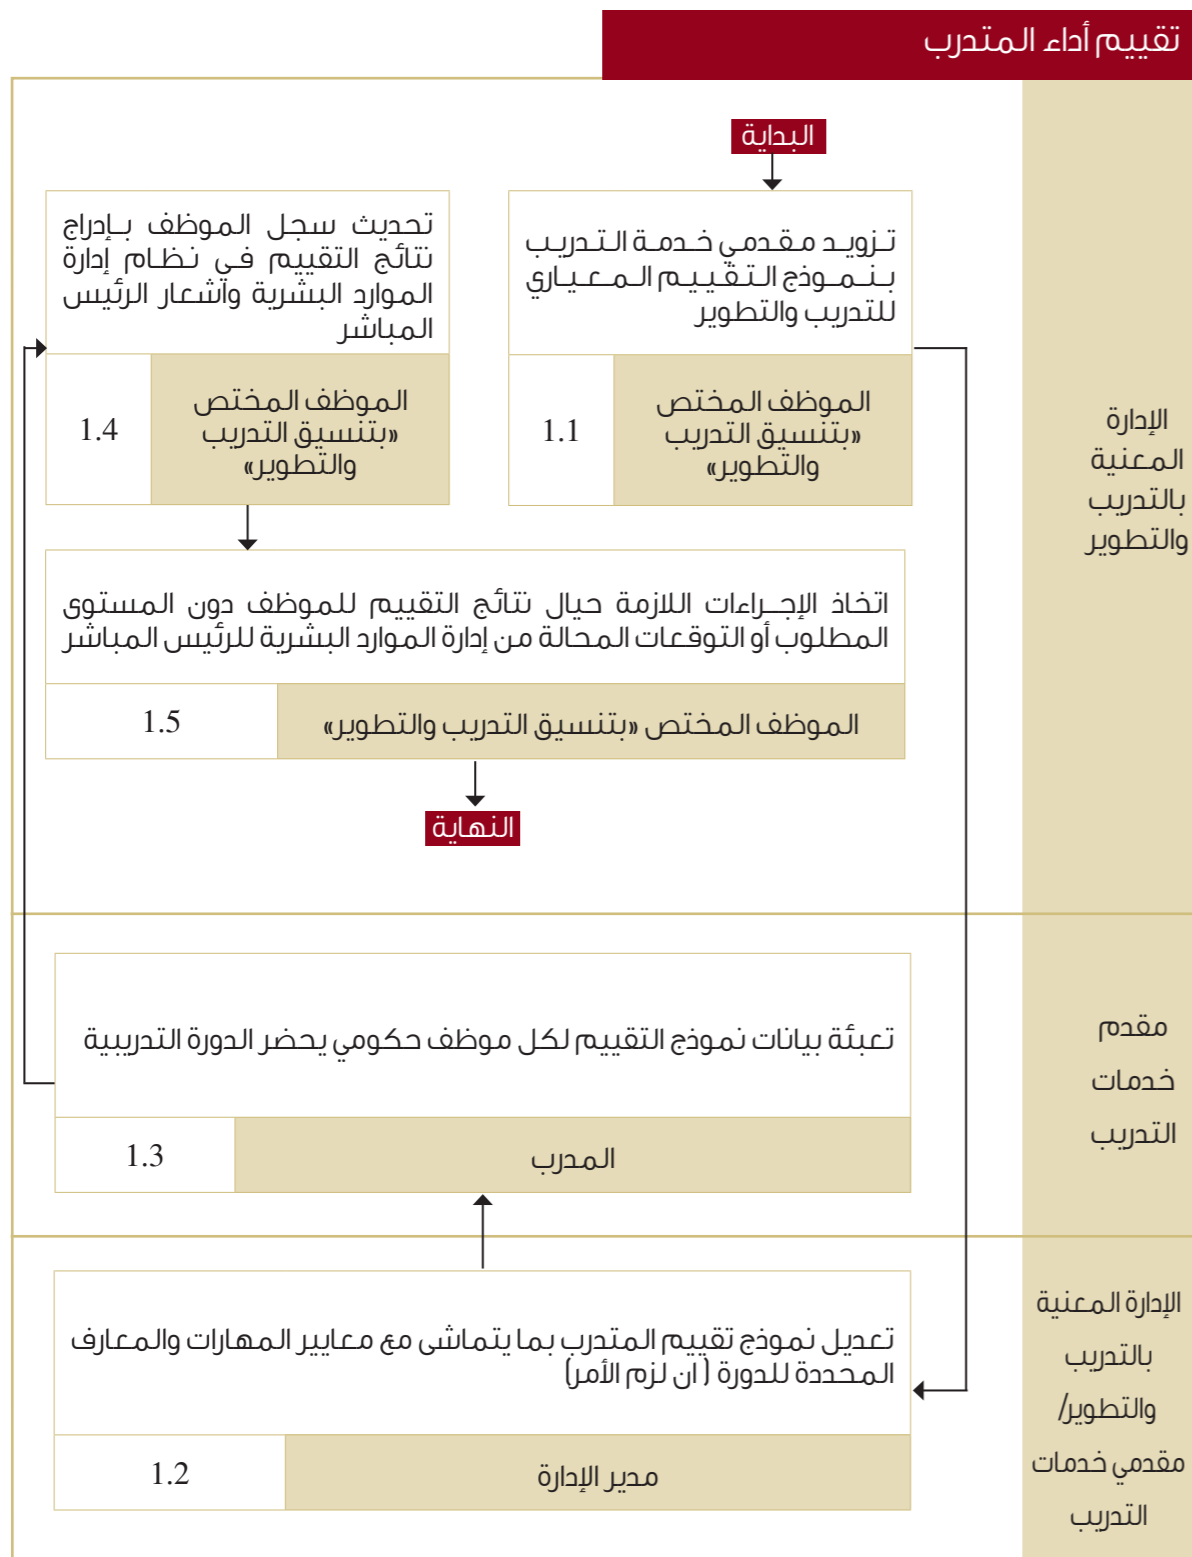 تقييم أداء المتدرب
البداية
تزويد مقدمي خدمة التدريب
بنموذج التقييم المعياري
للتدريب والتطوير
الموظف المختص
«بتنسيق التدريب
والتطوير»
1.1
تحديث سجل الموظف بإدراج
نتائج التقييم في نظام إدارة
الموارد البشرية واشعار الرئيس
المباشر
الموظف المختص
«بتنسيق التدريب
والتطوير»
1.4
الإدارة
المعنية
بالتدريب
والتطوير
اتخاذ الإجراءات اللازمة حيال نتائج التقييم للموظف دون المستوى
المطلوب أو التوقعات المحالة من إدارة الموارد البشرية للرئيس المباشر
الموظف المختص «بتنسيق التدريب والتطوير»
1.5
النهاية
مقدم
خدمات
التدريب
تعبئة بيانات نموذج التقييم لكل موظف حكومي يحضر الدورة التدريبية
المدرب
1.3
الإدارة المعنية
بالتدريب
والتطوير/
مقدمي خدمات
التدريب
تعديل نموذج تقييم المتدرب بما يتماشى مع معايير المهارات والمعارف
المحددة للدورة ( ان لزم الأمر)
مدير الإدارة
1.2